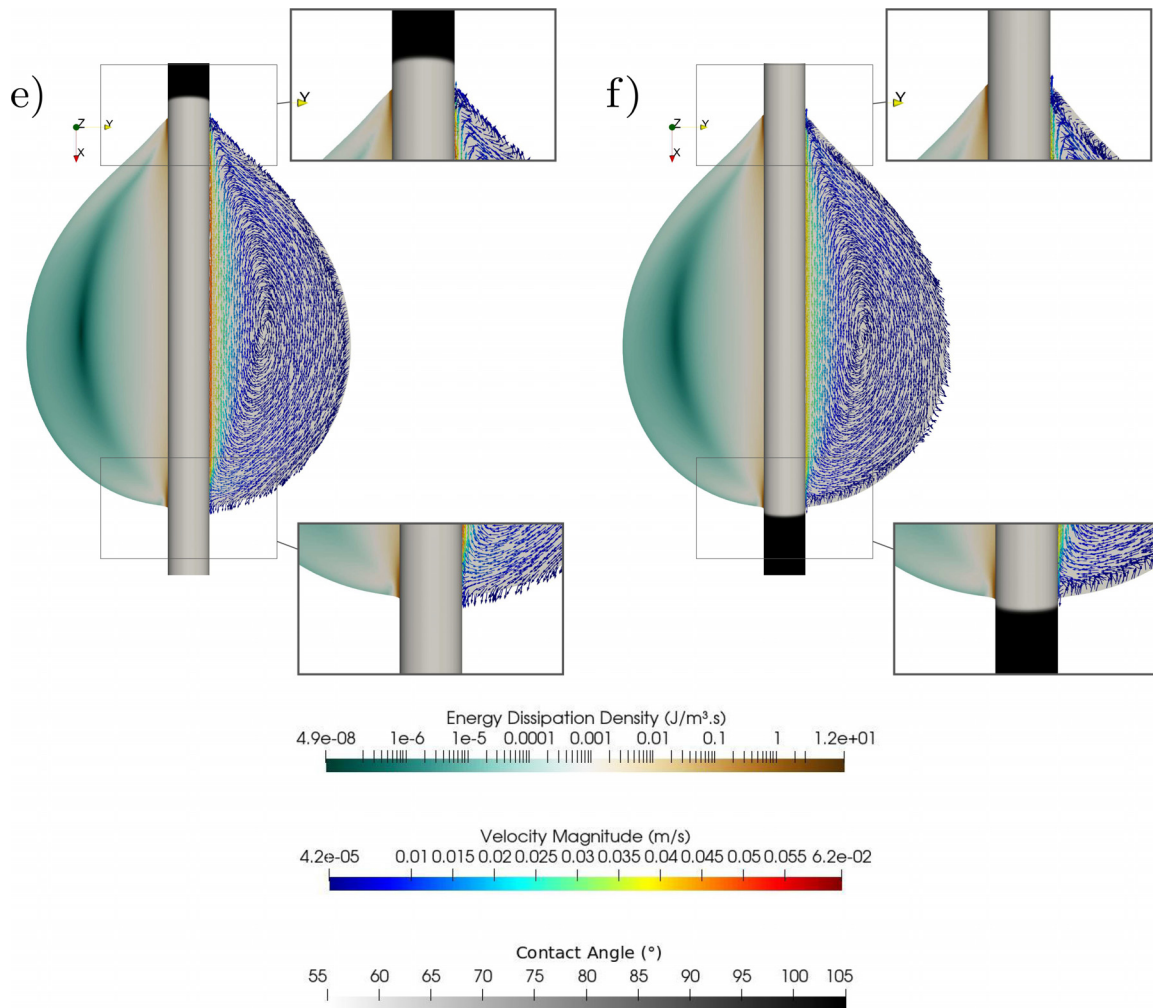 e)
Z
Y
X
Y
f)
Z
Y
X
Y
Energy Dissipation Density (J/m³.s)
4.9e-08 1e-6 1e-5 0.0001 0.001 0.01 0.1 1 1.2e+01
Velocity Magnitude (m/s)
4.2e-05 0.01 0.015 0.02 0.025 0.03 0.035 0.04 0.045 0.05 0.055 6.2e-02
Contact Angle (°)
55 60 65 70 75 80 85 90 95 100 105